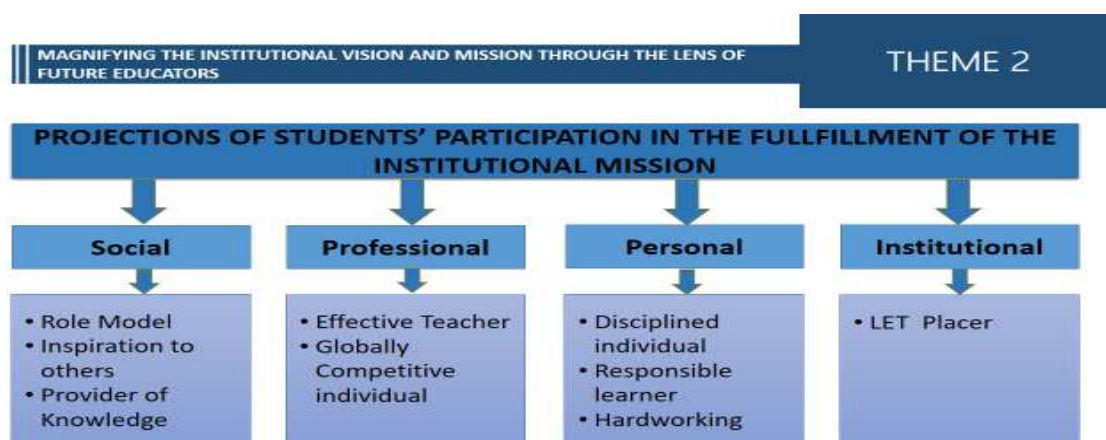 MAGNIFYING THE INSTITUTIONAL VISION AND MISSION THROUGH THE LENS OF
FUTURE EDUCATORS
THEME 2
PROJECTIONS OF STUDENTS' PARTICIPATION IN THE FULLFILLMENT OF THE
INSTITUTIONAL MISSION
Social
• Role Model
• Inspiration to
others
• Provider of
Knowledge
Professional
• Effective Teacher
• Globally
Competitive
individual
Personal
• Disciplined
individual
• Responsible
learner
• Hardworking
Institutional
• LET Placer